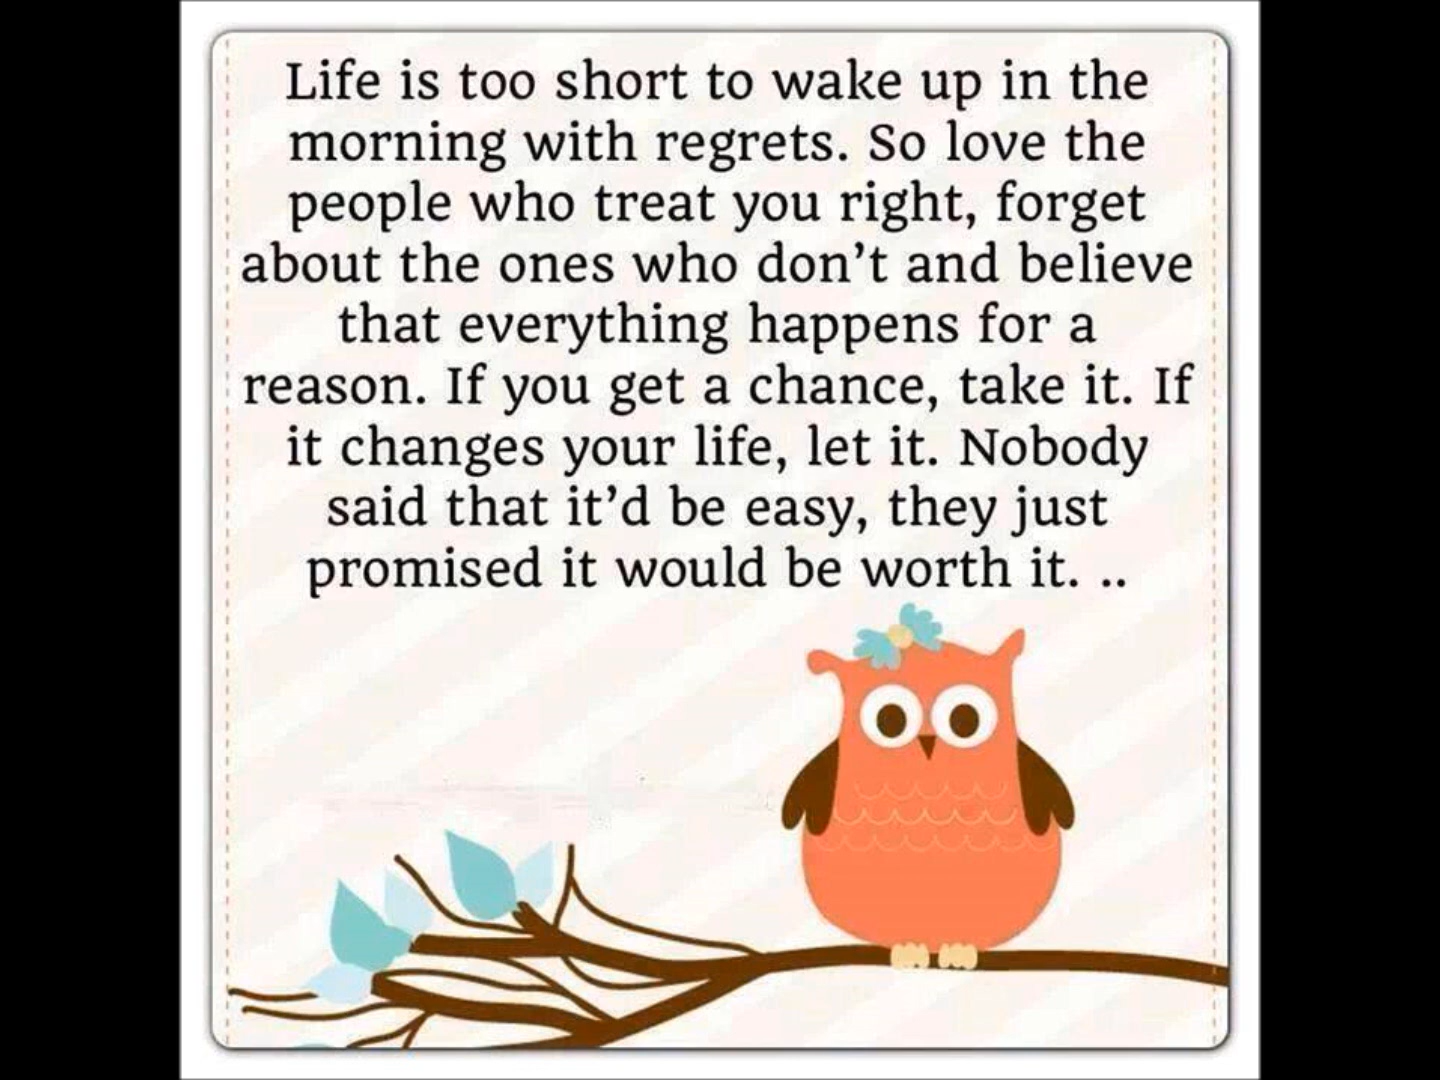 Life is too short to wake up in the
morning with regrets. So love the
people who treat you right, forget
about the ones who don’t and believe
that everything happens for a
reason. If you get a chance, take it. If
it changes your life, let it. Nobody
said that it’d be easy, they just
promised it would be worth it. ..